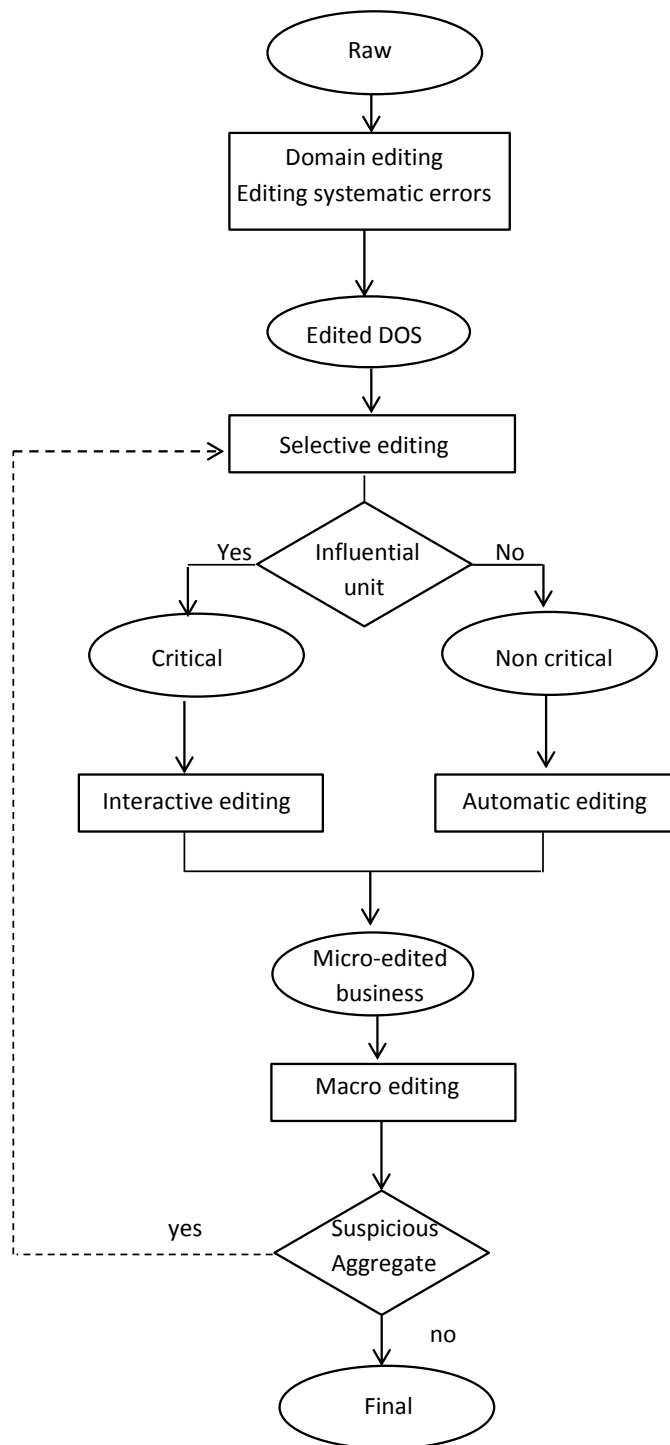 Raw
Domain editing
Editing systematic errors
Edited DOS
Selective editing
Yes
Influential
unit
No
Critical
Non critical
Interactive editing
Automatic editing
Micro-edited
business
Macro editing
yes
Suspicious
Aggregate
no
Final